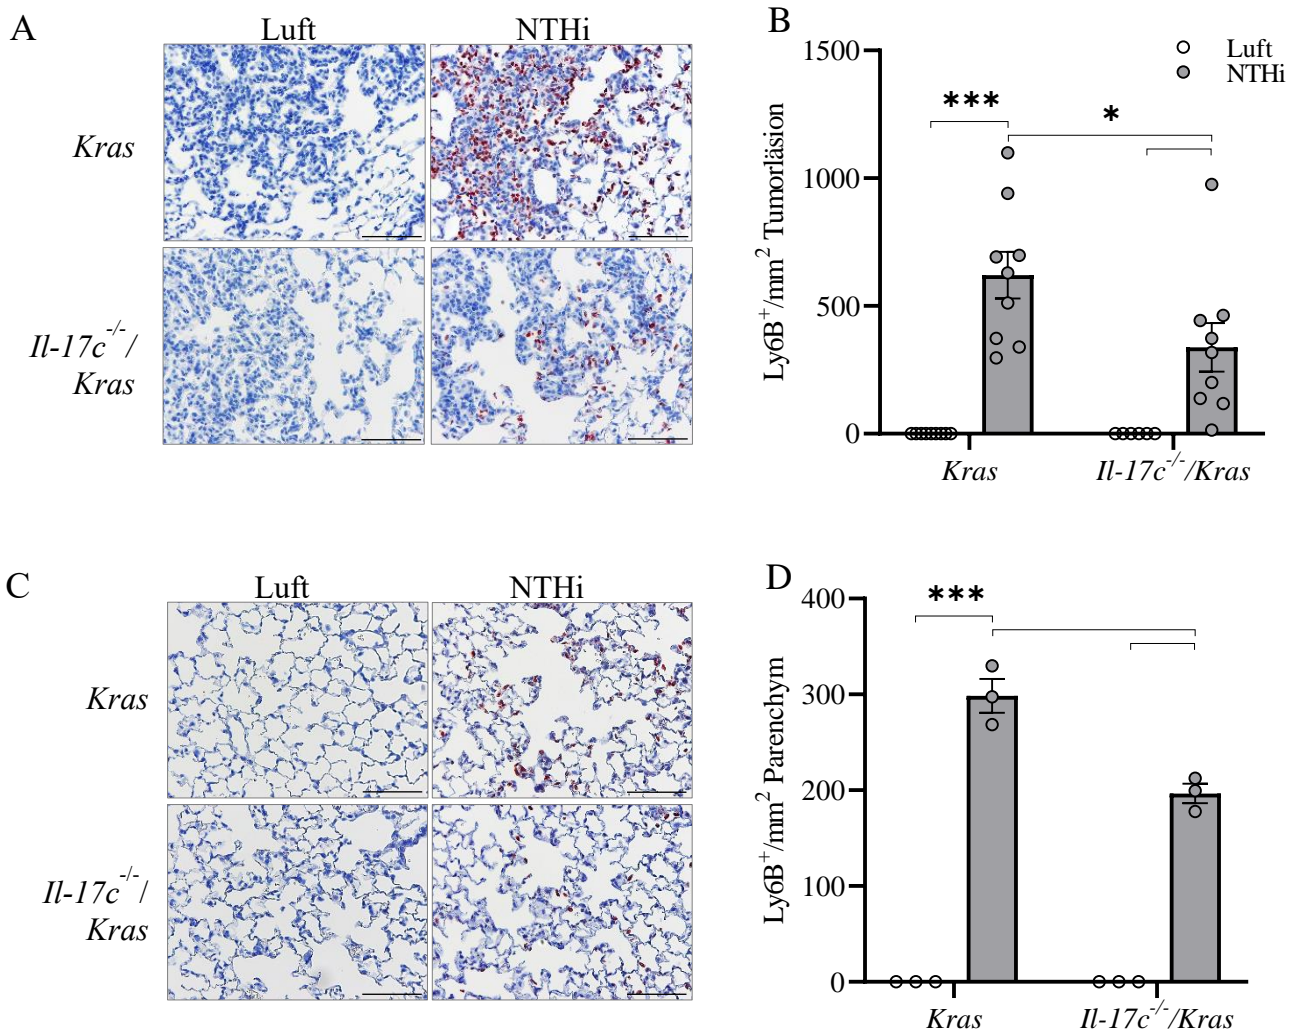 A
Luft
NTHi
Kras
Il-17c-/-/
Kras
B
1500
1000
500
0
Ly6B+/mm2 Tumorläsion
Luft
NTHi
***
*
Kras
Il-17c-/-/Kras
C
Luft
NTHi
Kras
Il-17c-/-/
Kras
D
400
300
200
100
0
Ly6B+/mm2 Parenchym
***
Kras
Il-17c-/-/Kras